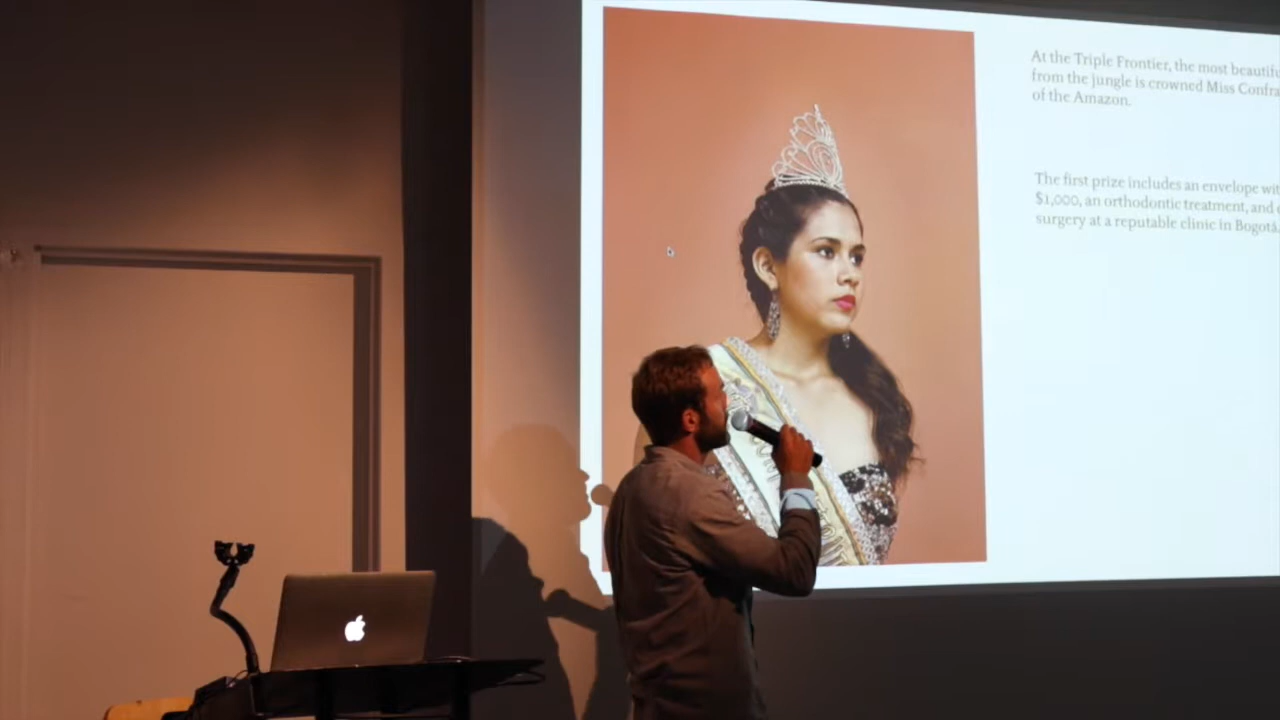 At the Triple Frontier, the most
from the jungle is crowned Miss
of the Amazon.
The first prize includes an envelope
$1,000, an orthodontic treatment, and
surgery at a reputable clinic in Bogotá